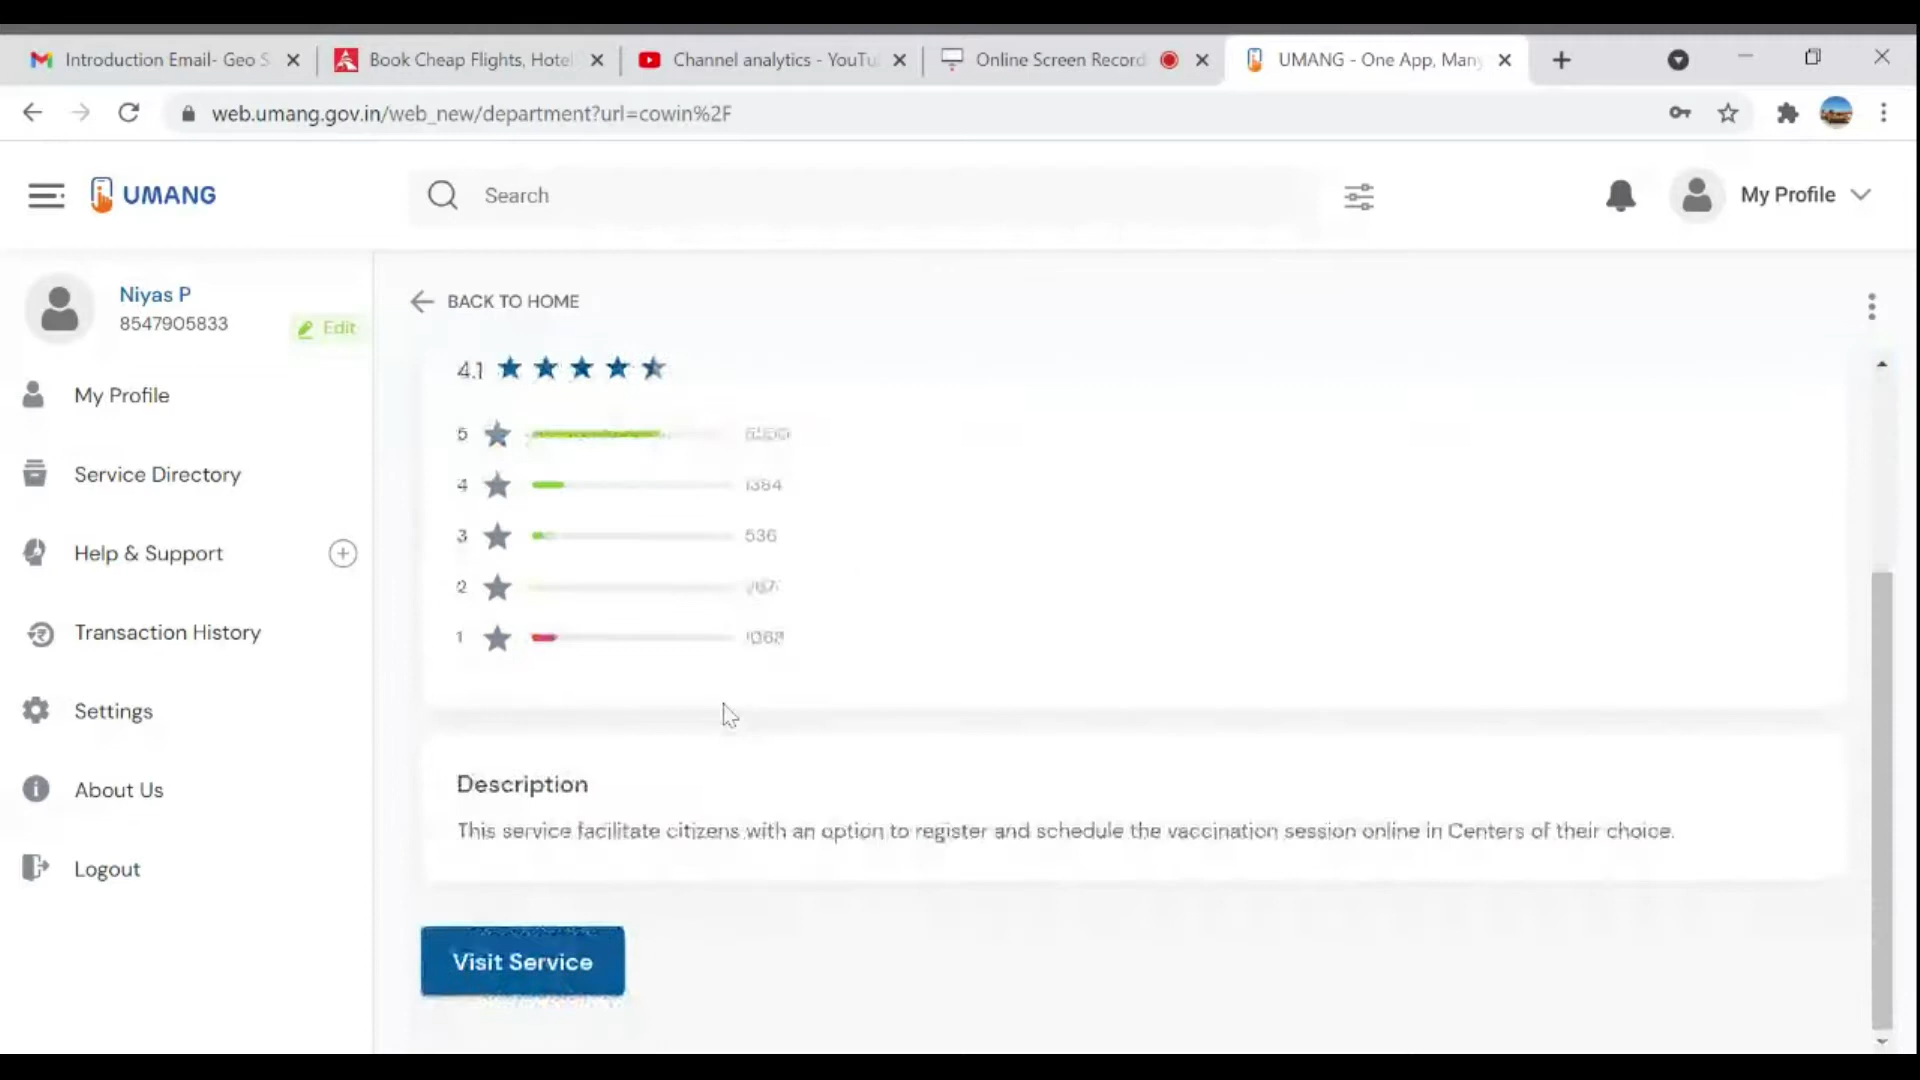 Introduction Email- Geo S
Book Cheap Flights, Hotel
Channel analytics - YouTu
Online Screen Record
UMANG - One App, Many
web.umang.gov.in/web_new/department?url=cowin%2F
UMANG
Search
My Profile
Niyas P
8547905833
Edit
My Profile
Service Directory
Help & Support
Transaction History
Settings
About Us
Logout
BACK TO HOME
4.1
5
4 1384
3 536
2
1 1068
Description
This service facilitate citizens with an option to register and schedule the vaccination session online in Centers of their choice.
Visit Service